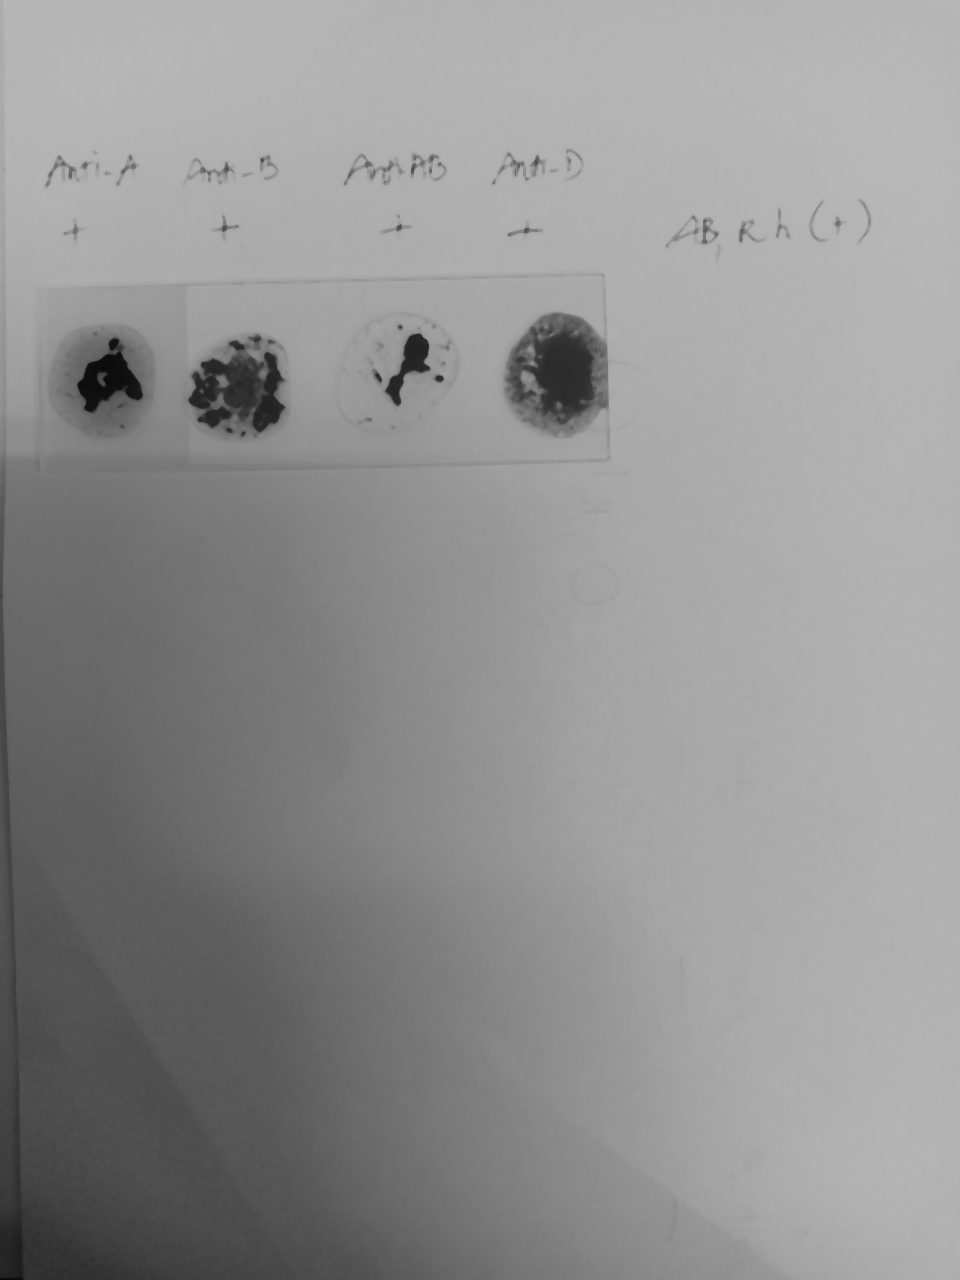 Anti-A Anti-B Anti-AB Anti-D
+ + + +
AB, Rh (+)